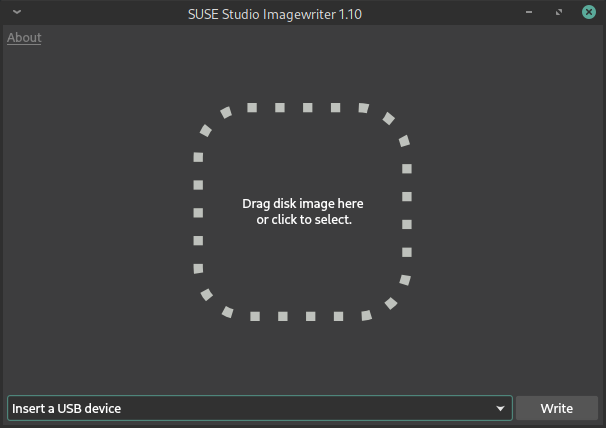 SUSE Studio Imagewriter 1.10
About
Drag disk image here
or click to select.
Insert a USB device
Write